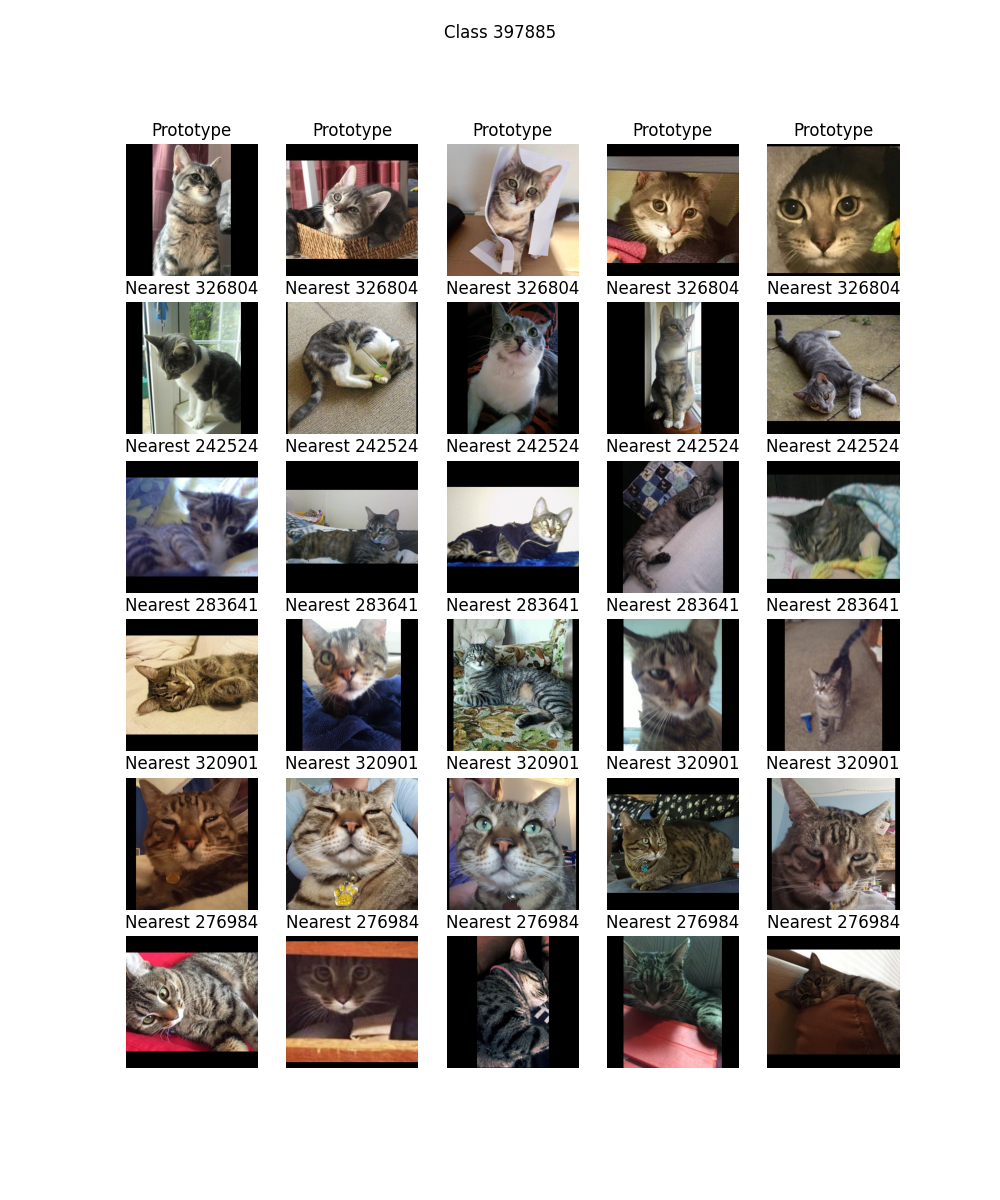 Class 397885
Prototype Prototype Prototype Prototype Prototype
Nearest 326804 Nearest 326804 Nearest 326804 Nearest 326804 Nearest 326804
Nearest 242524 Nearest 242524 Nearest 242524 Nearest 242524 Nearest 242524
Nearest 283641 Nearest 283641 Nearest 283641 Nearest 283641 Nearest 283641
Nearest 320901 Nearest 320901 Nearest 320901 Nearest 320901 Nearest 320901
Nearest 276984 Nearest 276984 Nearest 276984 Nearest 276984 Nearest 276984